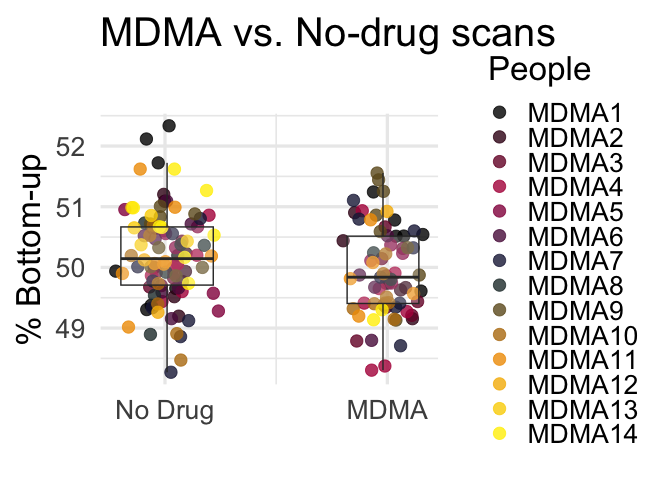 MDMA vs. No-drug scans
People
MDMA1
MDMA2
MDMA3
MDMA4
MDMA5
MDMA6
MDMA7
MDMA8
MDMA9
MDMA10
MDMA11
MDMA12
MDMA13
MDMA14
% Bottom-up
52
51
50
49
No Drug
MDMA